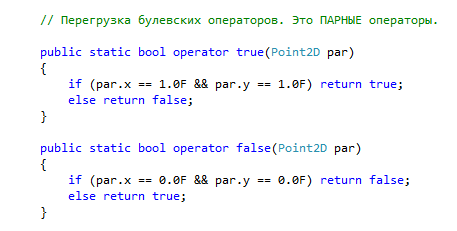 // Перегрузка булевских операторов. Это ПАРНЫЕ операторы.
public static bool operator true(Point2D par)
{
if (par.x == 1.0F && par.y == 1.0F) return true;
else return false;
}
public static bool operator false(Point2D par)
{
if (par.x == 0.0F && par.y == 0.0F) return false;
else return true;
}